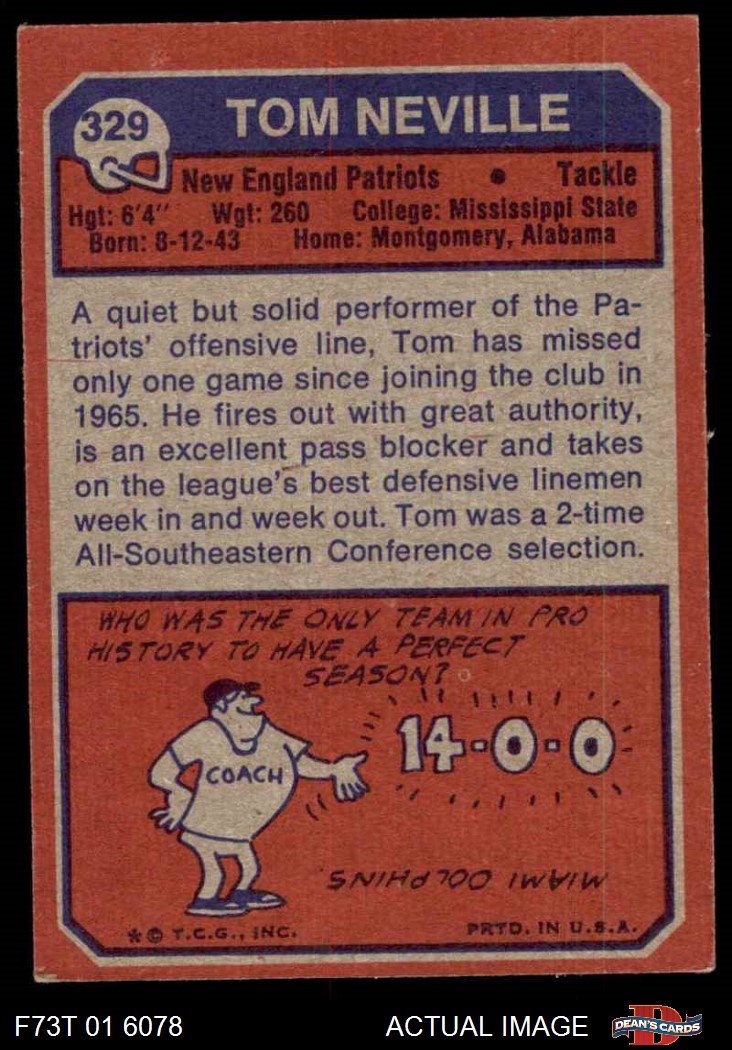 329
TOM NEVILLE
New England Patriots • Tackle
Hgt: 6'4" Wgt: 260 College: Mississippi State
Born: 8-12-43 Home: Montgomery, Alabama
A quiet but solid performer of the Pa-
triots' offensive line, Tom has missed
only one game since joining the club in
1965. He fires out with great authority,
is an excellent pass blocker and takes
on the league's best defensive linemen
week in and week out. Tom was a 2-time
All-Southeastern Conference selection.
WHO WAS THE ONLY TEAM IN PRO
HISTORY TO HAVE A PERFECT
SEASON?
14-0-0
COACH
MIAMI DOLPHINS
*© T.C.G., INC. PRTD. IN U.S.A.
F73T 01 6078 ACTUAL IMAGE
D
DEAN'S CARDS